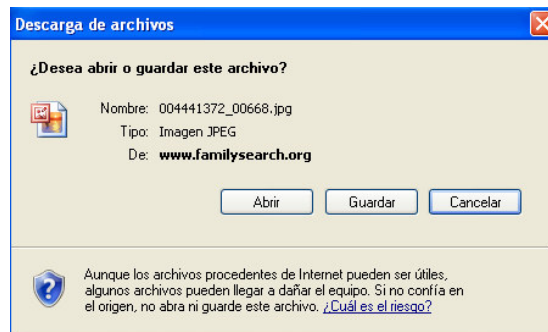 Descarga de archivos
¿Desea abrir o guardar este archivo?
Nombre: 004441372_00668.jpg
Tipo: Imagen JPEG
De: www.familysearch.org
Abrir Guardar Cancelar
Aunque los archivos procedentes de Internet pueden ser útiles,
algunos archivos pueden llegar a dañar el equipo. Si no confía en
el origen, no abra ni guarde este archivo. ¿Cuál es el riesgo?